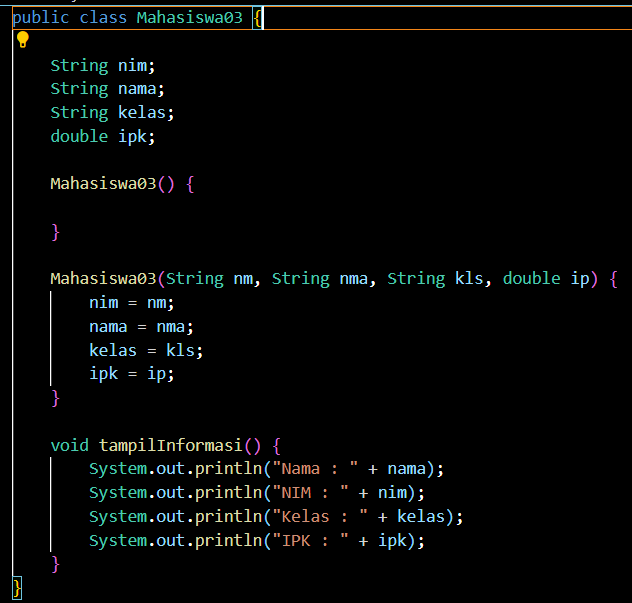 public class Mahasiswa03 {
String nim;
String nama;
String kelas;
double ipk;
Mahasiswa03() {
}
Mahasiswa03(String nm, String nma, String kls, double ip) {
nim = nm;
nama = nma;
kelas = kls;
ipk = ip;
}
void tampilInformasi() {
System.out.println("Nama : " + nama);
System.out.println("NIM : " + nim);
System.out.println("Kelas : " + kelas);
System.out.println("IPK : " + ipk);
}
}